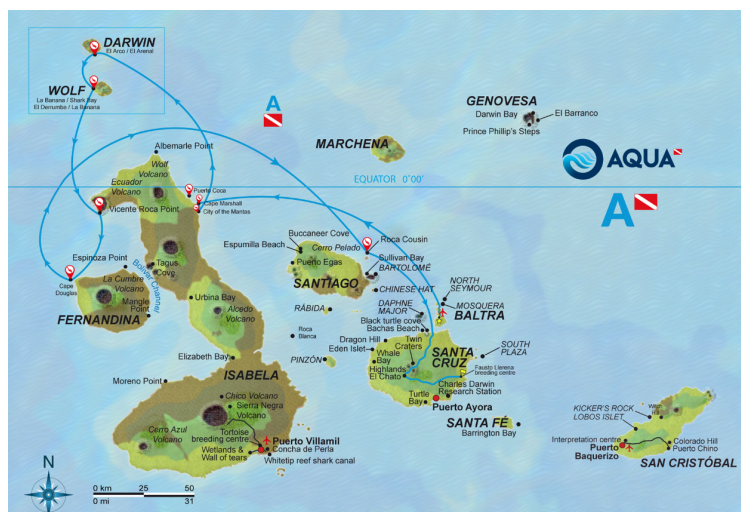 DARWIN
El Arco / El Arenal
WOLF
La Banana / Shark Bay
El Derrumbe / La Banana
A
GENOVESA
Darwin Bay
El Barranco
Prince Phillip's Steps
MARCHENA
AQUA
A
EQUATOR 0°00'
Albemarle Point
Wolf
Volcano
Ecuador
Volcano
Puerto Coca
Cape Marshall
City of the Mantas
Vicente Roca Point
Buccaneer Cove
Roca Cousin
Espumilla Beach
Cerro Pelado
Sullivan Bay
BARTOLOMÉ
Puerto Egas
SANTIAGO
CHINESE HAT
Espinoza Point
Tagus
Cove
Bolivar Channel
Cape
Douglas
La Cumbre
Volcano
Mangle
Point
FERNANDINA
Urbina Bay
Alcedo
Volcano
RÁBIDA
Roca
Blanca
NORTH
SEYMOUR
MOSQUERA
BALTRA
DAPHNE
MAJOR
Black turtle cove
Bachas Beach
Dragon Hill
Twin
Craters
Eden Islet
Whale
Bay
SANTA
CRUZ
SOUTH
PLAZA
PINZÓN
Highlands
El Chato
Fausto Llerena
breeding centre
Charles Darwin
Research Station
Turtle
Bay
Puerto Ayora
Elizabeth Bay
ISABELA
Moreno Point
Chico Volcano
Sierra Negra
Volcano
Cerro Azul
Volcano
Tortoise
breeding centre
Puerto Villamil
Concha de Perla
Wetlands &
Wall of tears
Whitetip reef shark canal
SANTA FÉ
Barrington Bay
KICKER'S ROCK
LOBOS ISLET
Interpretation centre
Puerto
Baquerizo
Colorado Hill
Puerto Chino
SAN CRISTÓBAL
N
0 km 25 50
0 mi 31